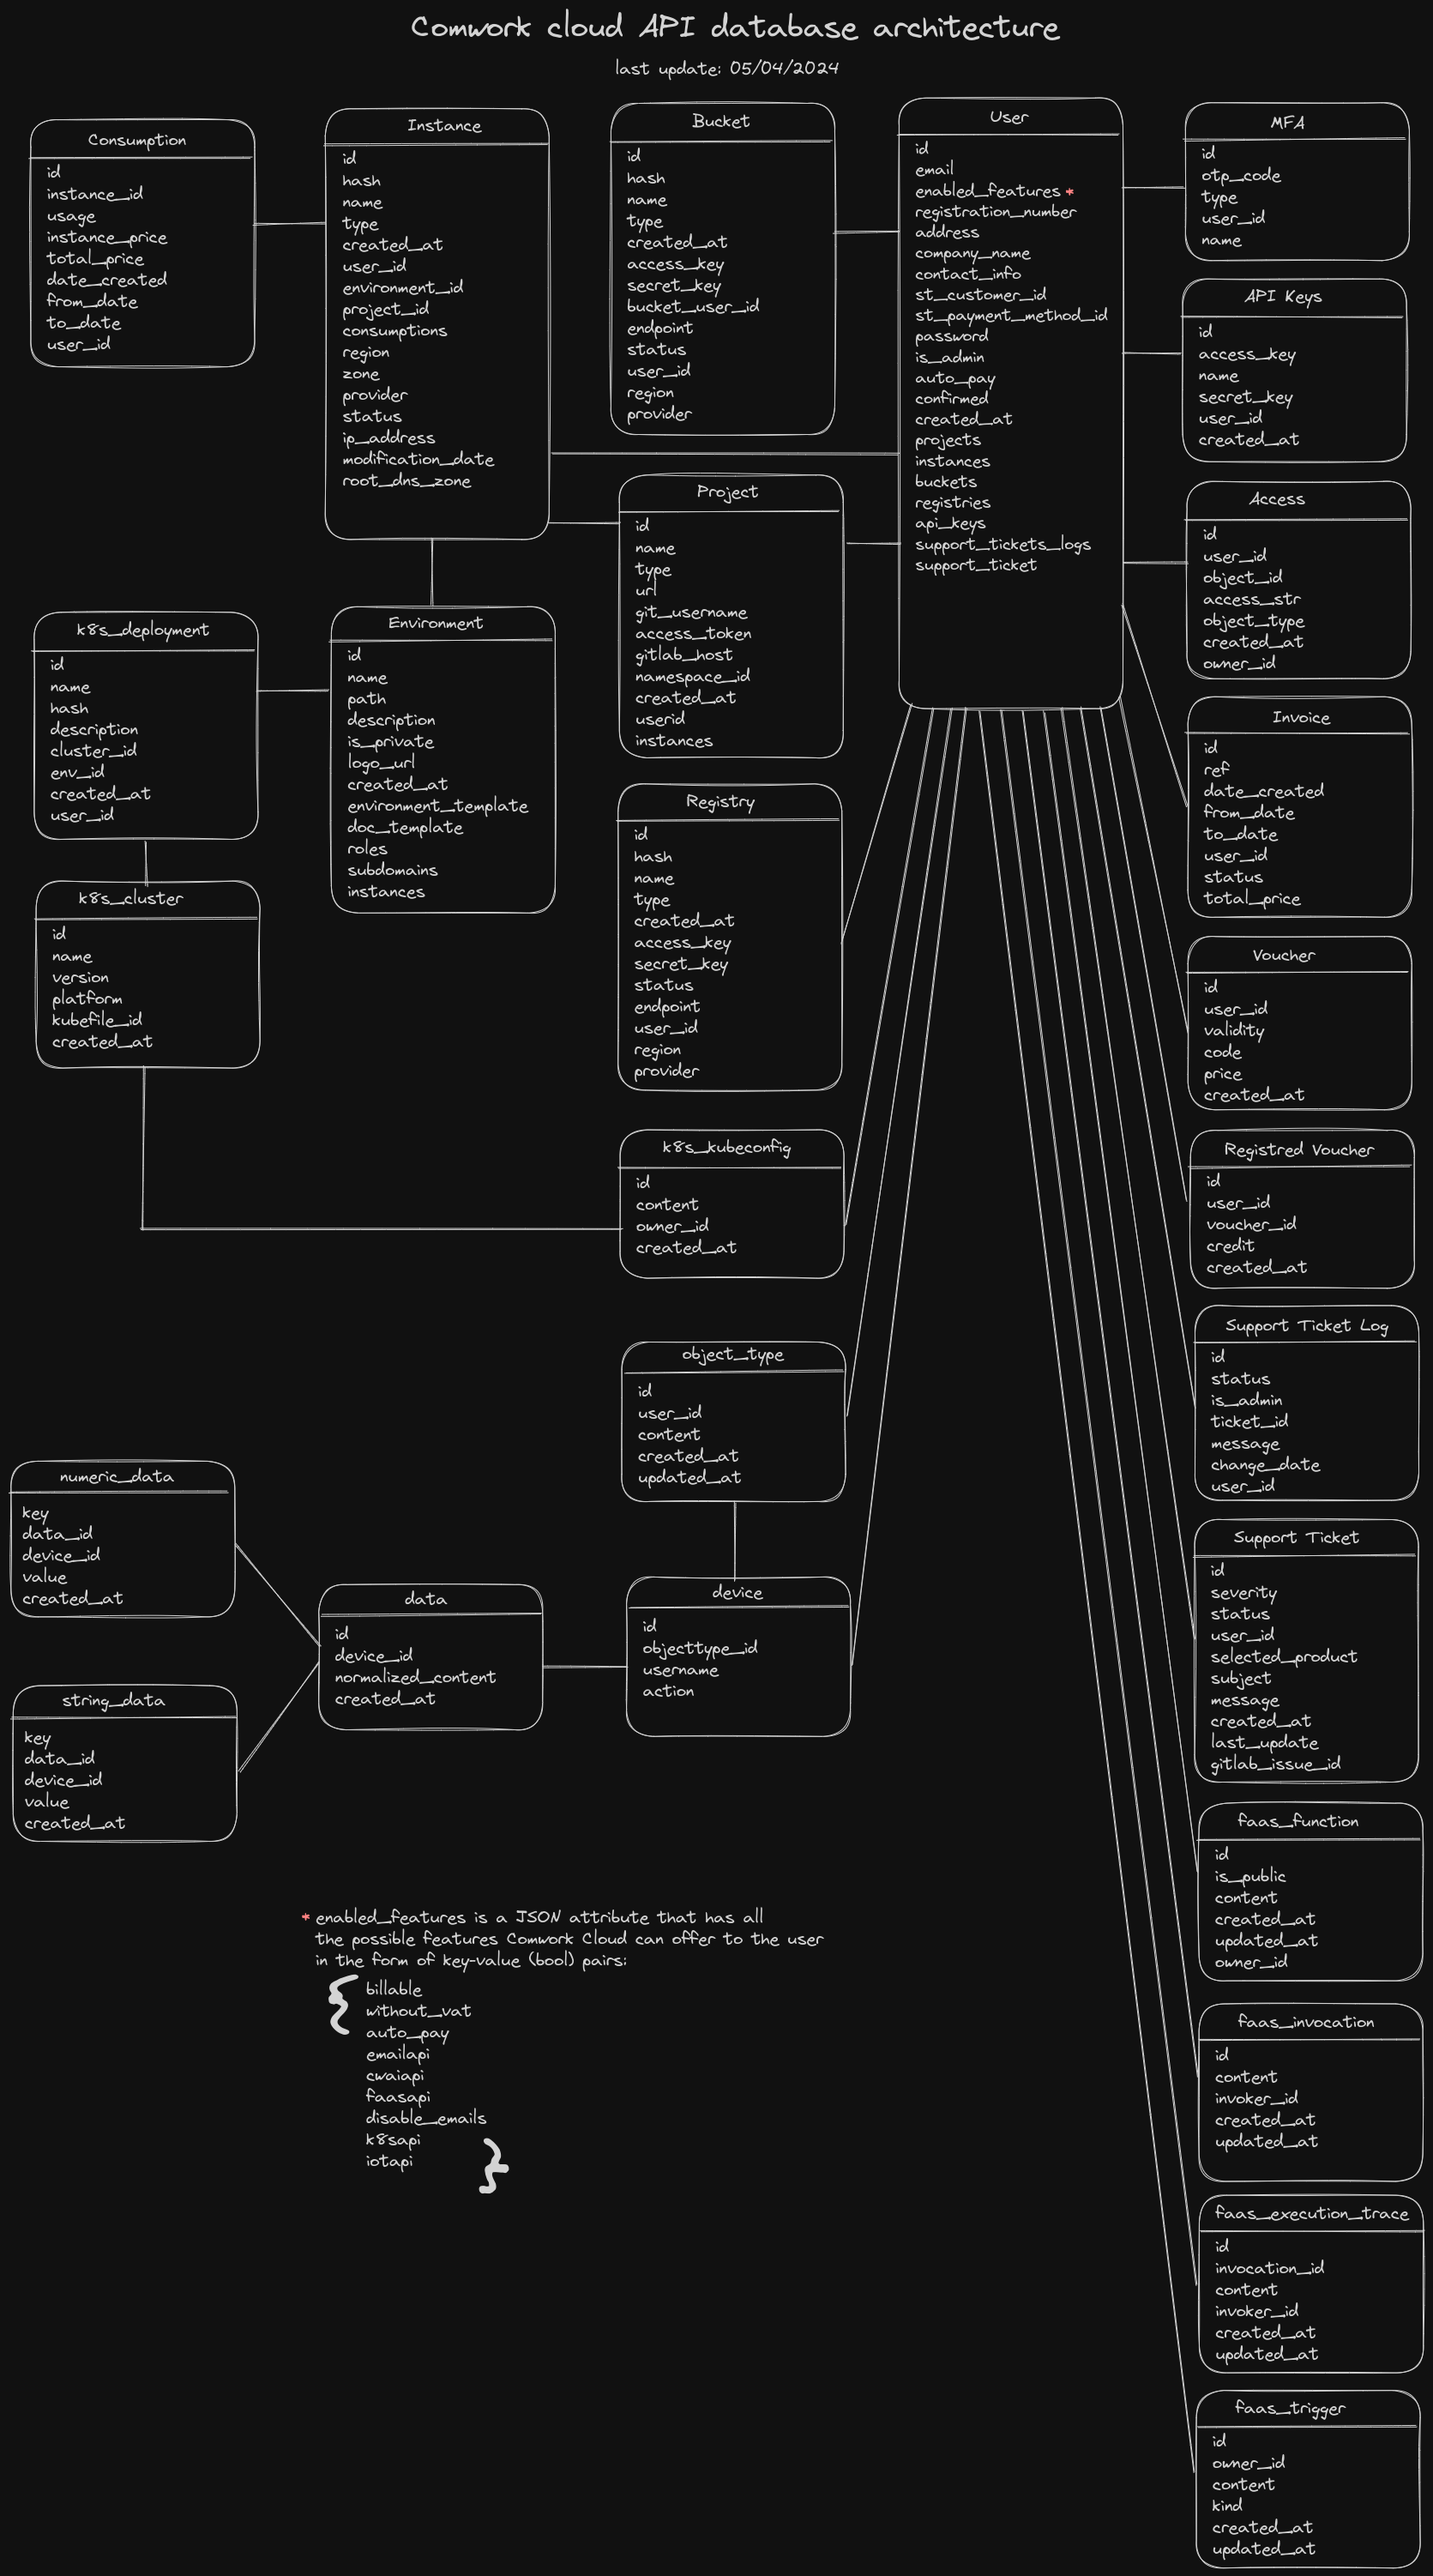 Comwork cloud API database architecture
last update: 05/04/2024
Consumption
id
instance_id
usage
instance_price
total_price
date_created
from_date
to_date
user_id
Instance
id
hash
name
type
created_at
user_id
environment_id
project_id
consumptions
region
zone
provider
status
ip_address
modification_date
root_dns_zone
Bucket
id
hash
name
type
created_at
access_key
secret_key
bucket_user_id
endpoint
status
user_id
region
provider
User
id
email
enabled_features *
registration_number
address
company_name
contact_info
st_customer_id
st_payment_method_id
password
is_admin
auto_pay
confirmed
created_at
projects
instances
buckets
registries
api_keys
support_tickets_logs
support_ticket
MFA
id
otp_code
type
user_id
name
API Keys
id
access_key
name
secret_key
user_id
created_at
Access
id
user_id
object_id
access_str
object_type
created_at
owner_id
Project
id
name
type
url
git_username
access_token
gitlab_host
namespace_id
created_at
userid
instances
k8s_deployment
id
name
hash
description
cluster_id
env_id
created_at
user_id
Environment
id
name
path
description
is_private
logo_url
created_at
environment_template
doc_template
roles
subdomains
instances
Invoice
id
ref
date_created
from_date
to_date
user_id
status
total_price
Registry
id
hash
name
type
created_at
access_key
secret_key
status
endpoint
user_id
region
provider
k8s_cluster
id
name
version
platform
kubefile_id
created_at
Voucher
id
user_id
validity
code
price
created_at
k8s_kubeconfig
id
content
owner_id
created_at
Registred Voucher
id
user_id
voucher_id
credit
created_at
Support Ticket Log
id
status
is_admin
ticket_id
message
change_date
user_id
object_type
id
user_id
content
created_at
updated_at
numeric_data
key
data_id
device_id
value
created_at
data
id
device_id
normalized_content
created_at
device
id
objecttype_id
username
action
Support Ticket
id
severity
status
user_id
selected_product
subject
message
created_at
last_update
gitlab_issue_id
string_data
key
data_id
device_id
value
created_at
faas_function
id
is_public
content
created_at
updated_at
owner_id
* enabled_features is a JSON attribute that has all
the possible features Comwork Cloud can offer to the user
in the form of key-value (bool) pairs:
{ billable
without_vat
auto_pay
emailapi
cwaiapi
faasapi
disable_emails
k8sapi
iotapi }
faas_invocation
id
content
invoker_id
created_at
updated_at
faas_execution_trace
id
invocation_id
content
invoker_id
created_at
updated_at
faas_trigger
id
owner_id
content
kind
created_at
updated_at